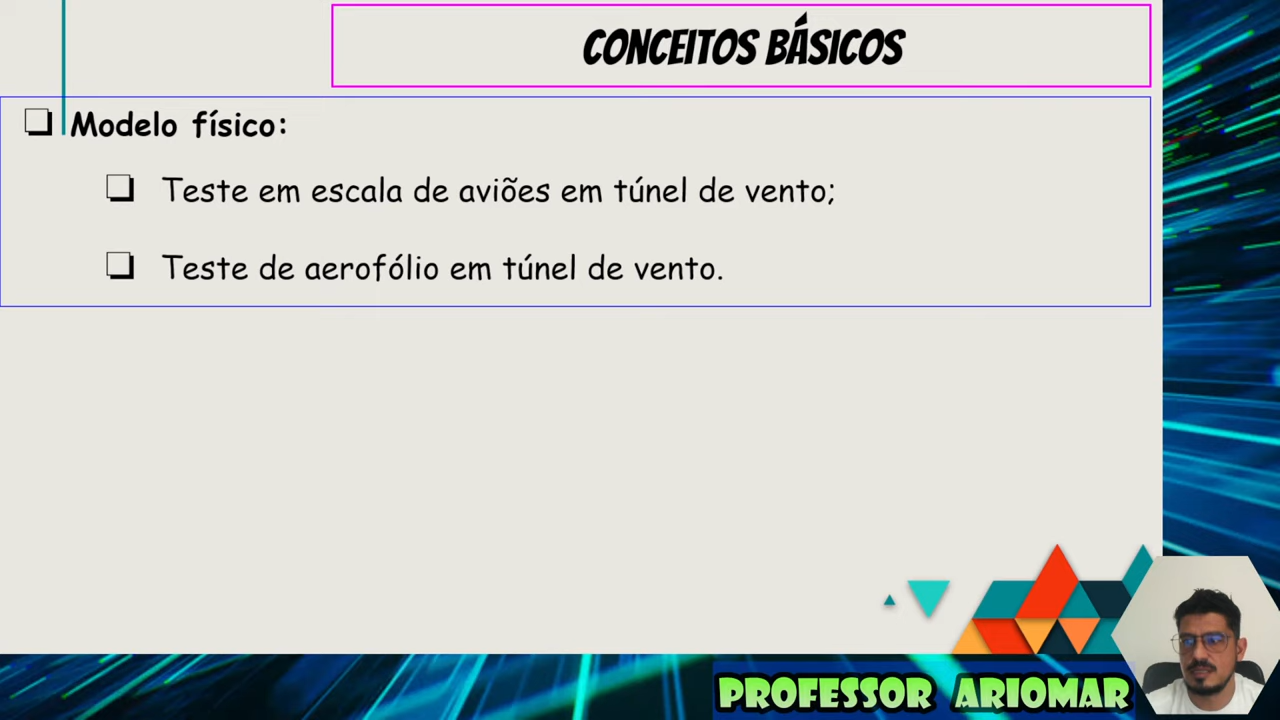 CONCEITOS BÁSICOS
❏ Modelo físico:
❏ Teste em escala de aviões em túnel de vento;
❏ Teste de aerofólio em túnel de vento.
PROFESSOR ARIOMAR